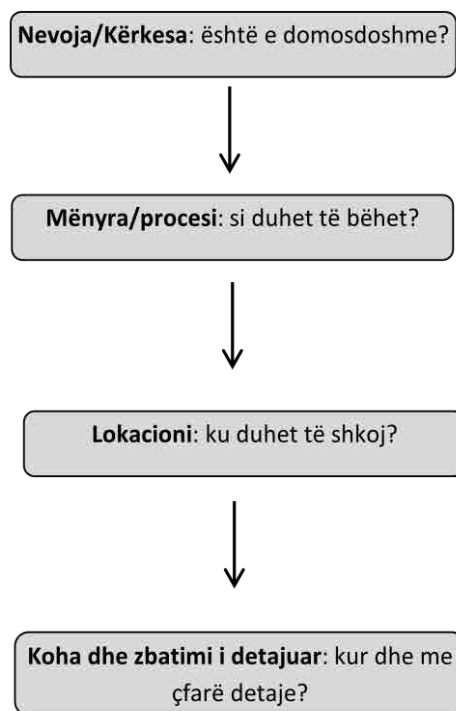 Nevoja/Kërkesa: është e domosdoshme?
Mënyra/procesi: si duhet të bëhet?
Lokacioni: ku duhet të shkoj?
Koha dhe zbatimi i detajuar: kur dhe me
çfarë detaje?